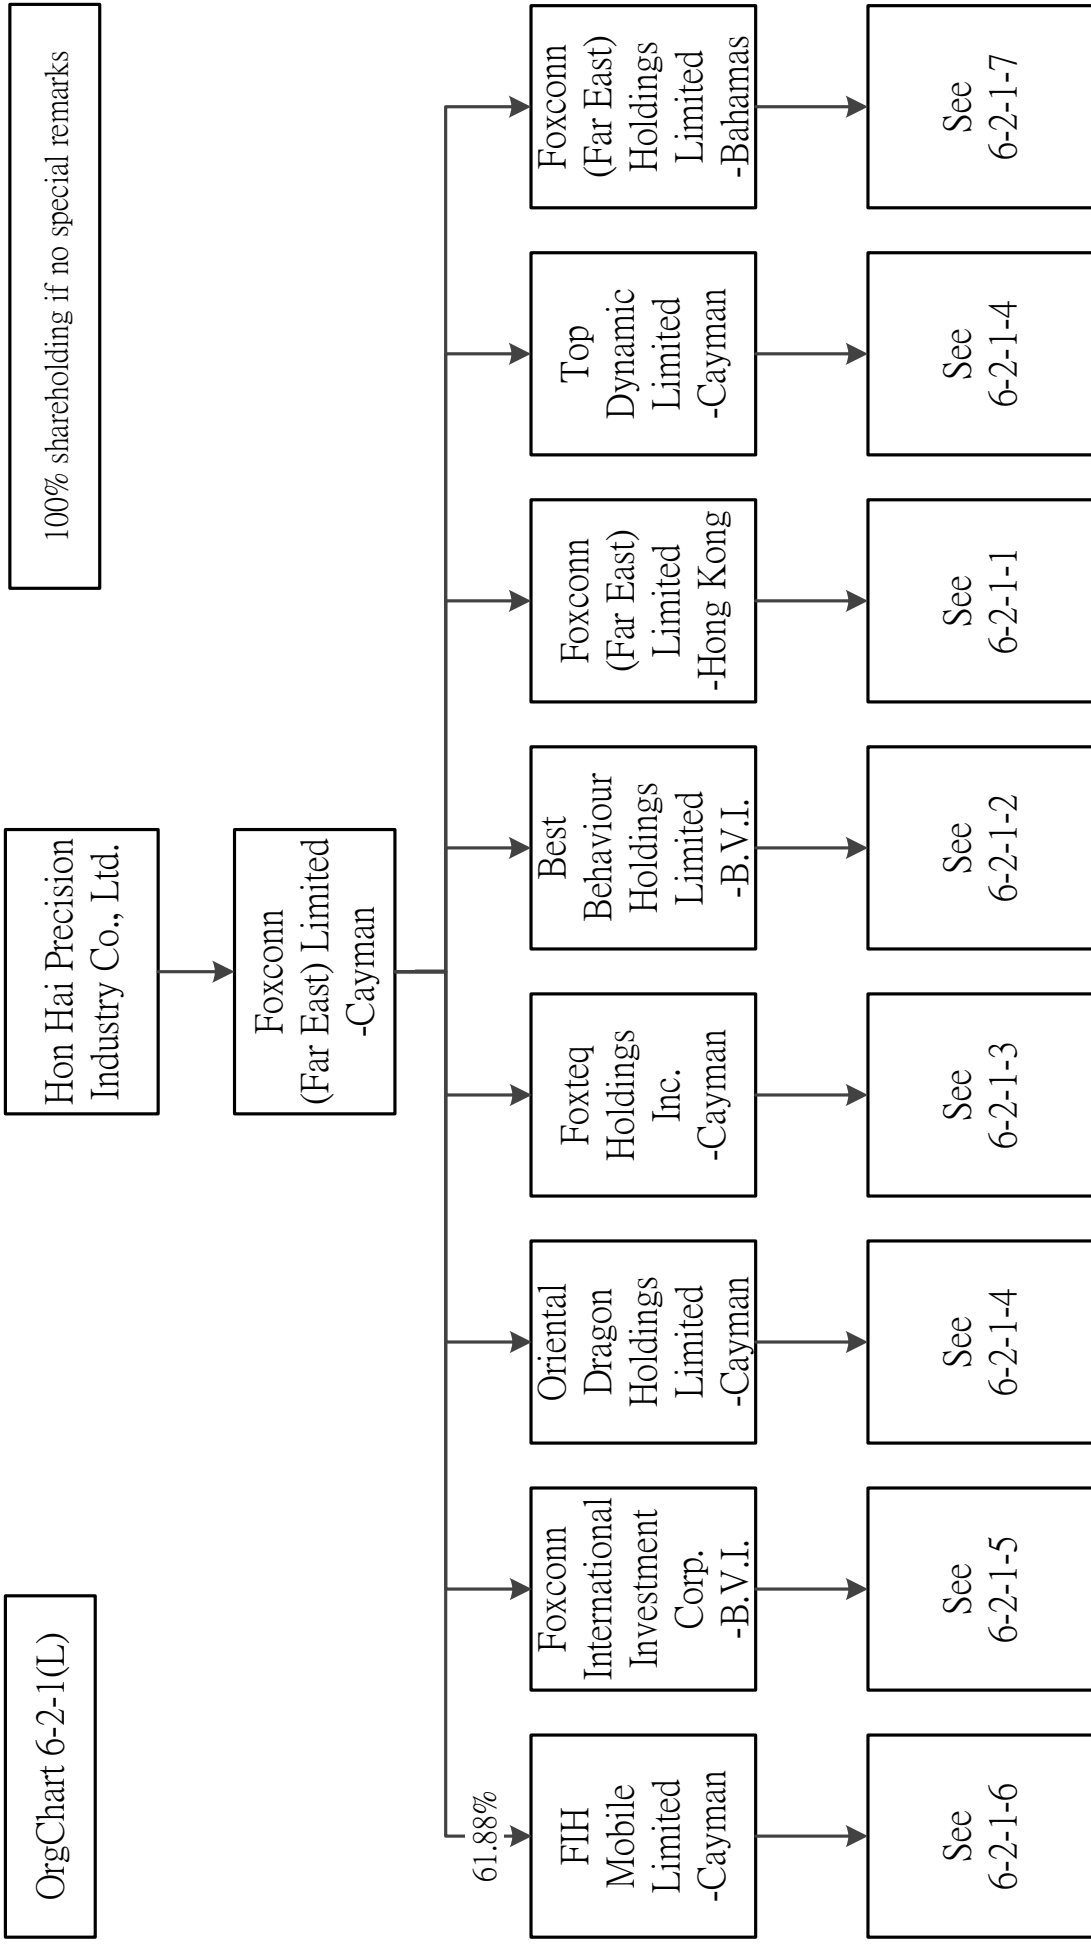 OrgChart 6-2-1(L)
100% shareholding if no special remarks
Hon Hai Precision
Industry Co., Ltd.
Foxconn
(Far East) Limited
-Cayman
61.88%
FIH
Mobile
Limited
-Cayman
Foxconn
International
Investment
Corp.
-B.V.I.
Oriental
Dragon
Holdings
Limited
-Cayman
Foxteq
Holdings
Inc.
-Cayman
Best
Behaviour
Holdings
Limited
-B.V.I.
Foxconn
(Far East)
Limited
-Hong Kong
Top
Dynamic
Limited
-Cayman
Foxconn
(Far East)
Holdings
Limited
-Bahamas
See
6-2-1-6
See
6-2-1-5
See
6-2-1-4
See
6-2-1-3
See
6-2-1-2
See
6-2-1-1
See
6-2-1-4
See
6-2-1-7